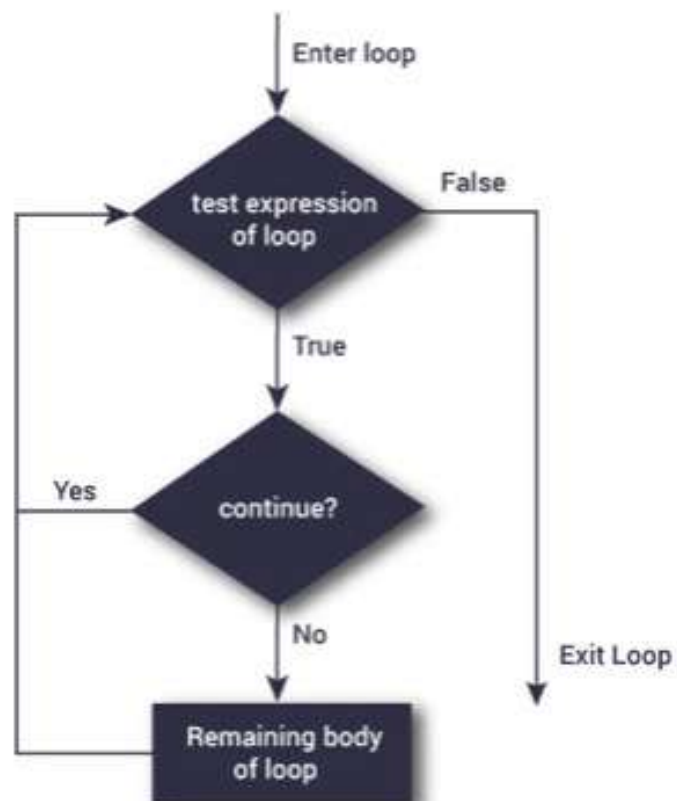 Enter loop
test expression
of loop
False
True
continue?
Yes
No
Exit Loop
Remaining body
of loop